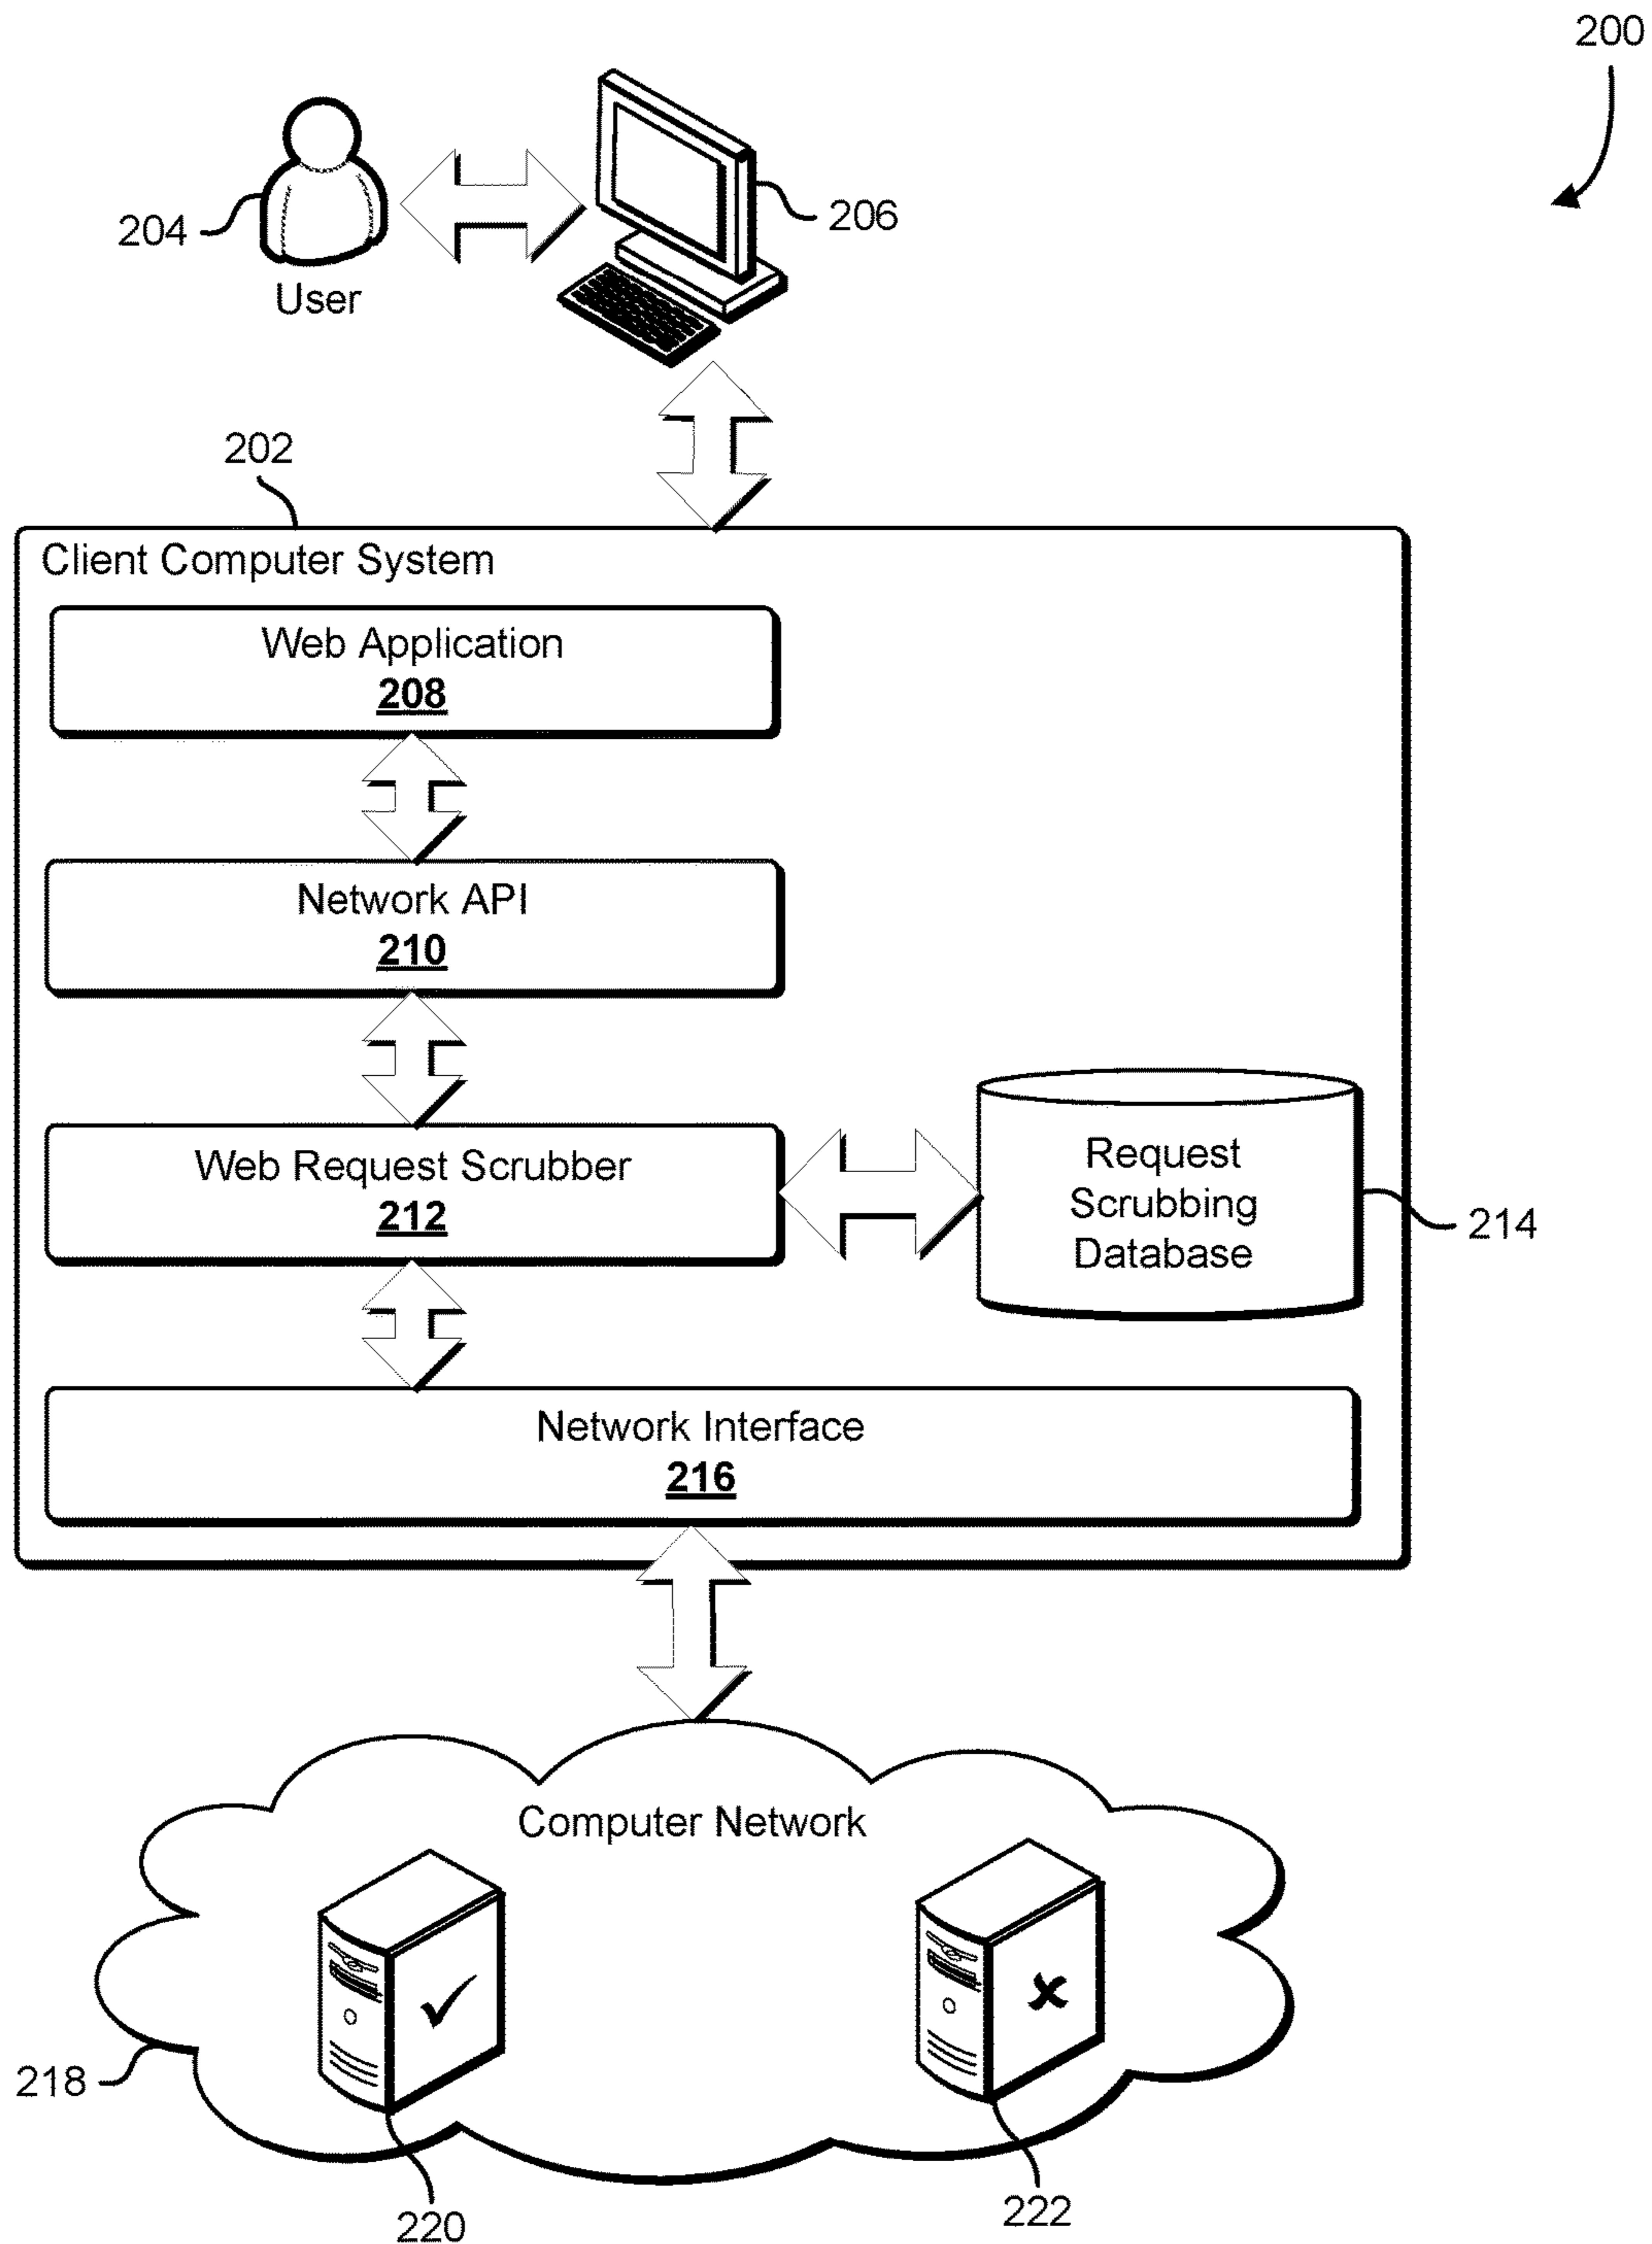 200
204
206
User
202
Client Computer System
Web Application
208
Network API
210
Web Request Scrubber
212
Request
Scrubbing
Database
214
Network Interface
216
Computer Network
218
220
222